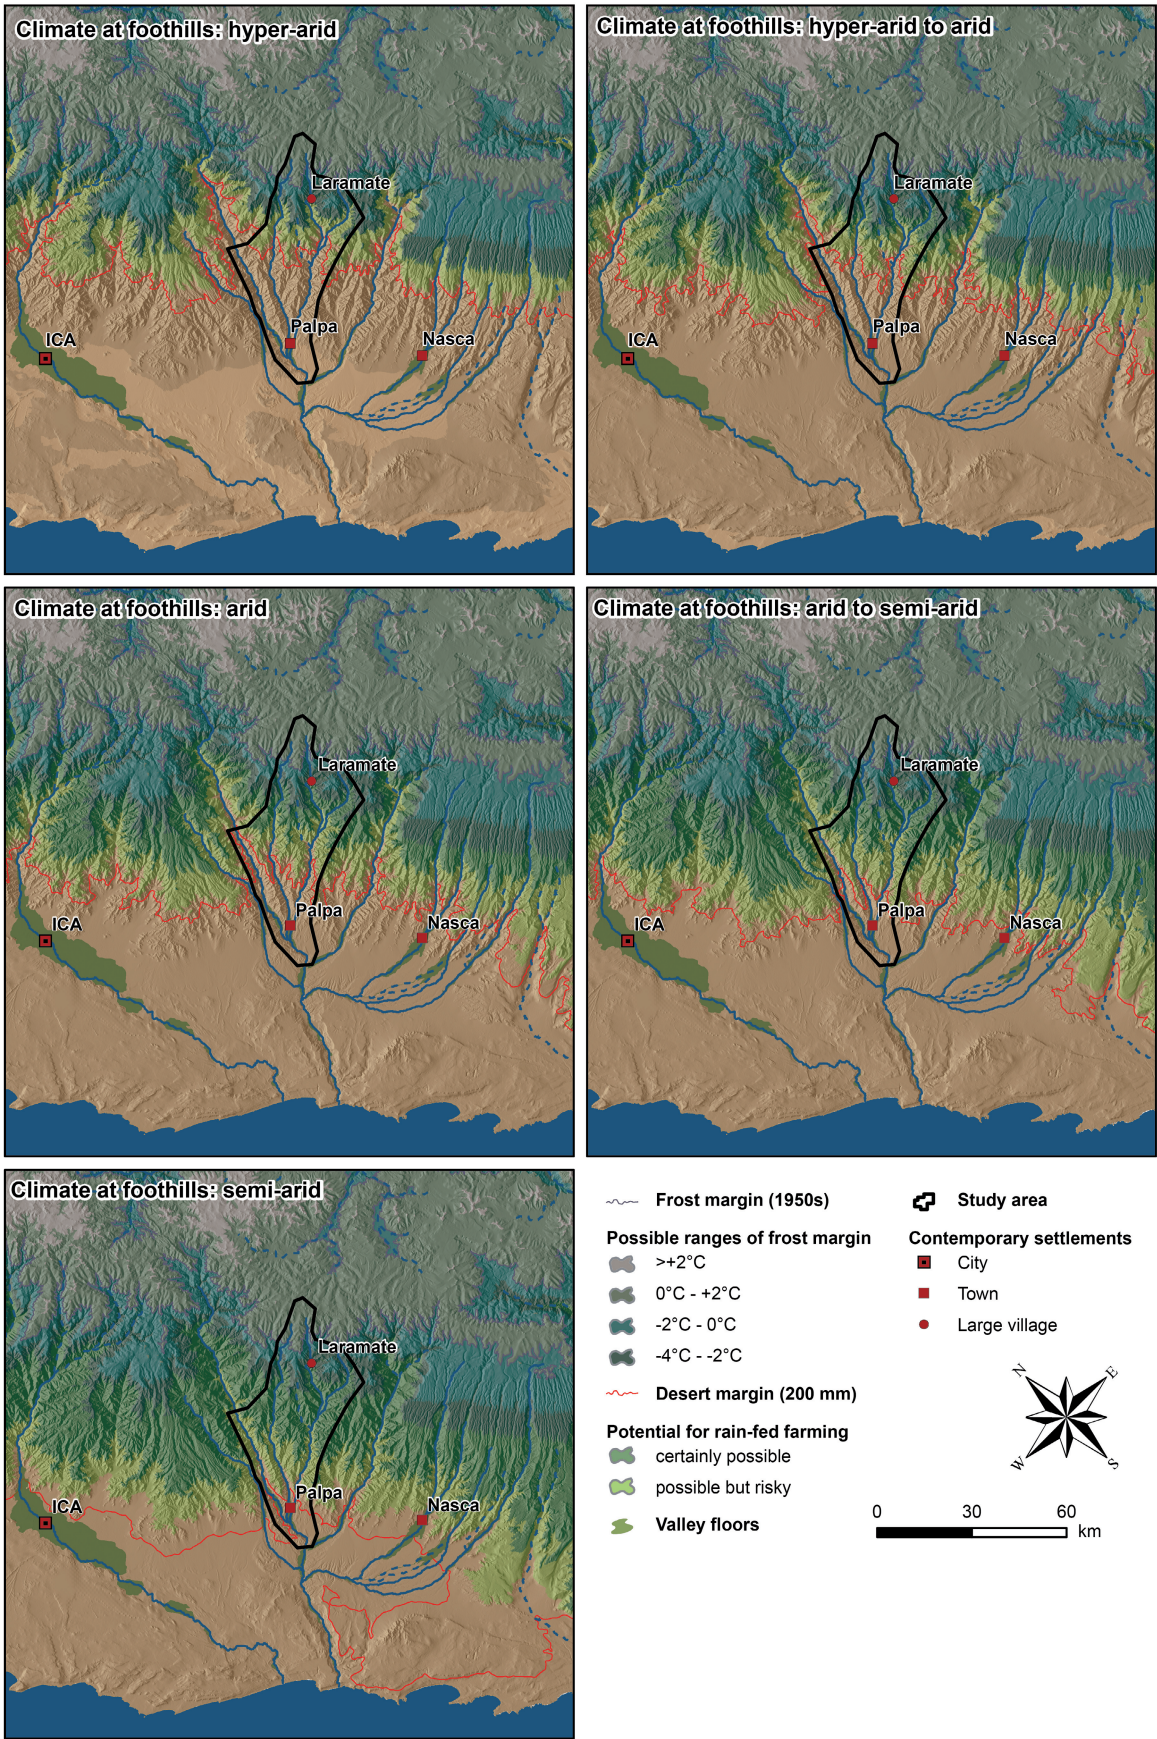 Climate at foothills: hyper-arid
Laramate
Palpa
Nasca
ICA
Climate at foothills: hyper-arid to arid
Laramate
Palpa
Nasca
ICA
Climate at foothills: arid
Laramate
Palpa
Nasca
ICA
Climate at foothills: arid to semi-arid
Laramate
Palpa
Nasca
ICA
Climate at foothills: semi-arid
Laramate
Palpa
Nasca
ICA
Frost margin (1950s)
Possible ranges of frost margin
>+2°C
0°C - +2°C
-2°C - 0°C
-4°C - -2°C
Desert margin (200 mm)
Potential for rain-fed farming
certainly possible
possible but risky
Valley floors
Study area
Contemporary settlements
City
Town
Large village
N
E
W
S
0 30 60
km